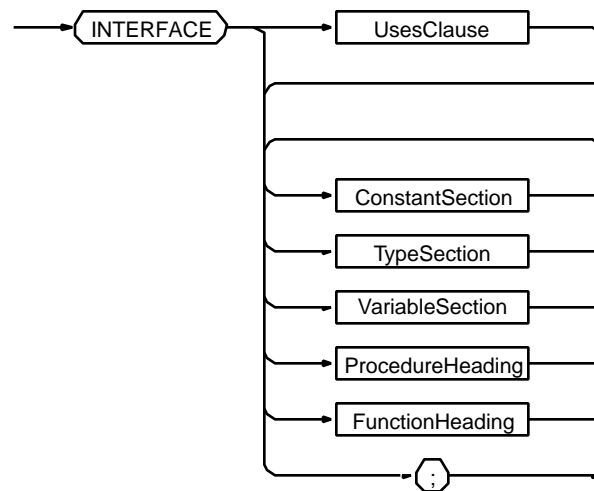 INTERFACE
UsesClause
ConstantSection
TypeSection
VariableSection
ProcedureHeading
FunctionHeading
;